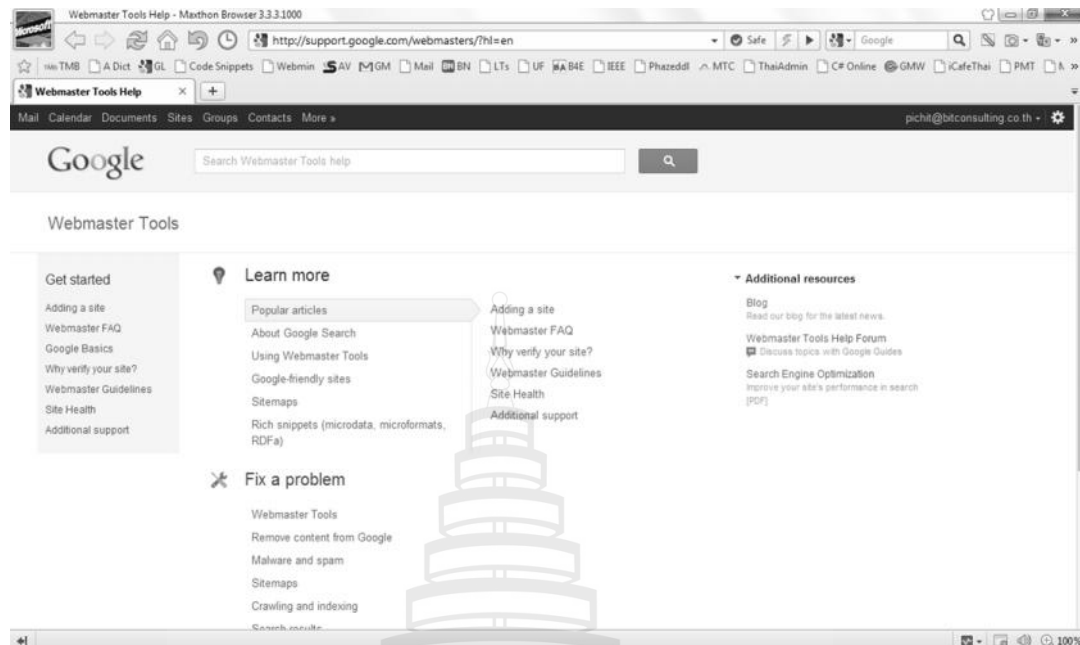 Webmaster Tools Help - Maxthon Browser 3.3.3.1000
Microsoft
http://support.google.com/webmasters/?hl=en
Safe
Google
TMB A Dict GL Code Snippets Webmin AV GM Mail BN LTs UF B4E IEEE Phazeddl MTC ThaiAdmin C# Online GMW iCafeThai PMT
Webmaster Tools Help
Mail Calendar Documents Sites Groups Contacts More »
pichit@bitconsulting.co.th
Google
Search Webmaster Tools help
Webmaster Tools
Get started
Adding a site
Webmaster FAQ
Google Basics
Why verify your site?
Webmaster Guidelines
Site Health
Additional support
Learn more
Popular articles
About Google Search
Using Webmaster Tools
Google-friendly sites
Sitemaps
Rich snippets (microdata, microformats,
RDFa)
Adding a site
Webmaster FAQ
Why verify your site?
Webmaster Guidelines
Site Health
Additional support
Additional resources
Blog
Read our blog for the latest news.
Webmaster Tools Help Forum
Discuss topics with Google Guides
Search Engine Optimization
Improve your site's performance in search
[PDF]
Fix a problem
Webmaster Tools
Remove content from Google
Malware and spam
Sitemaps
Crawling and indexing
Search results
100%